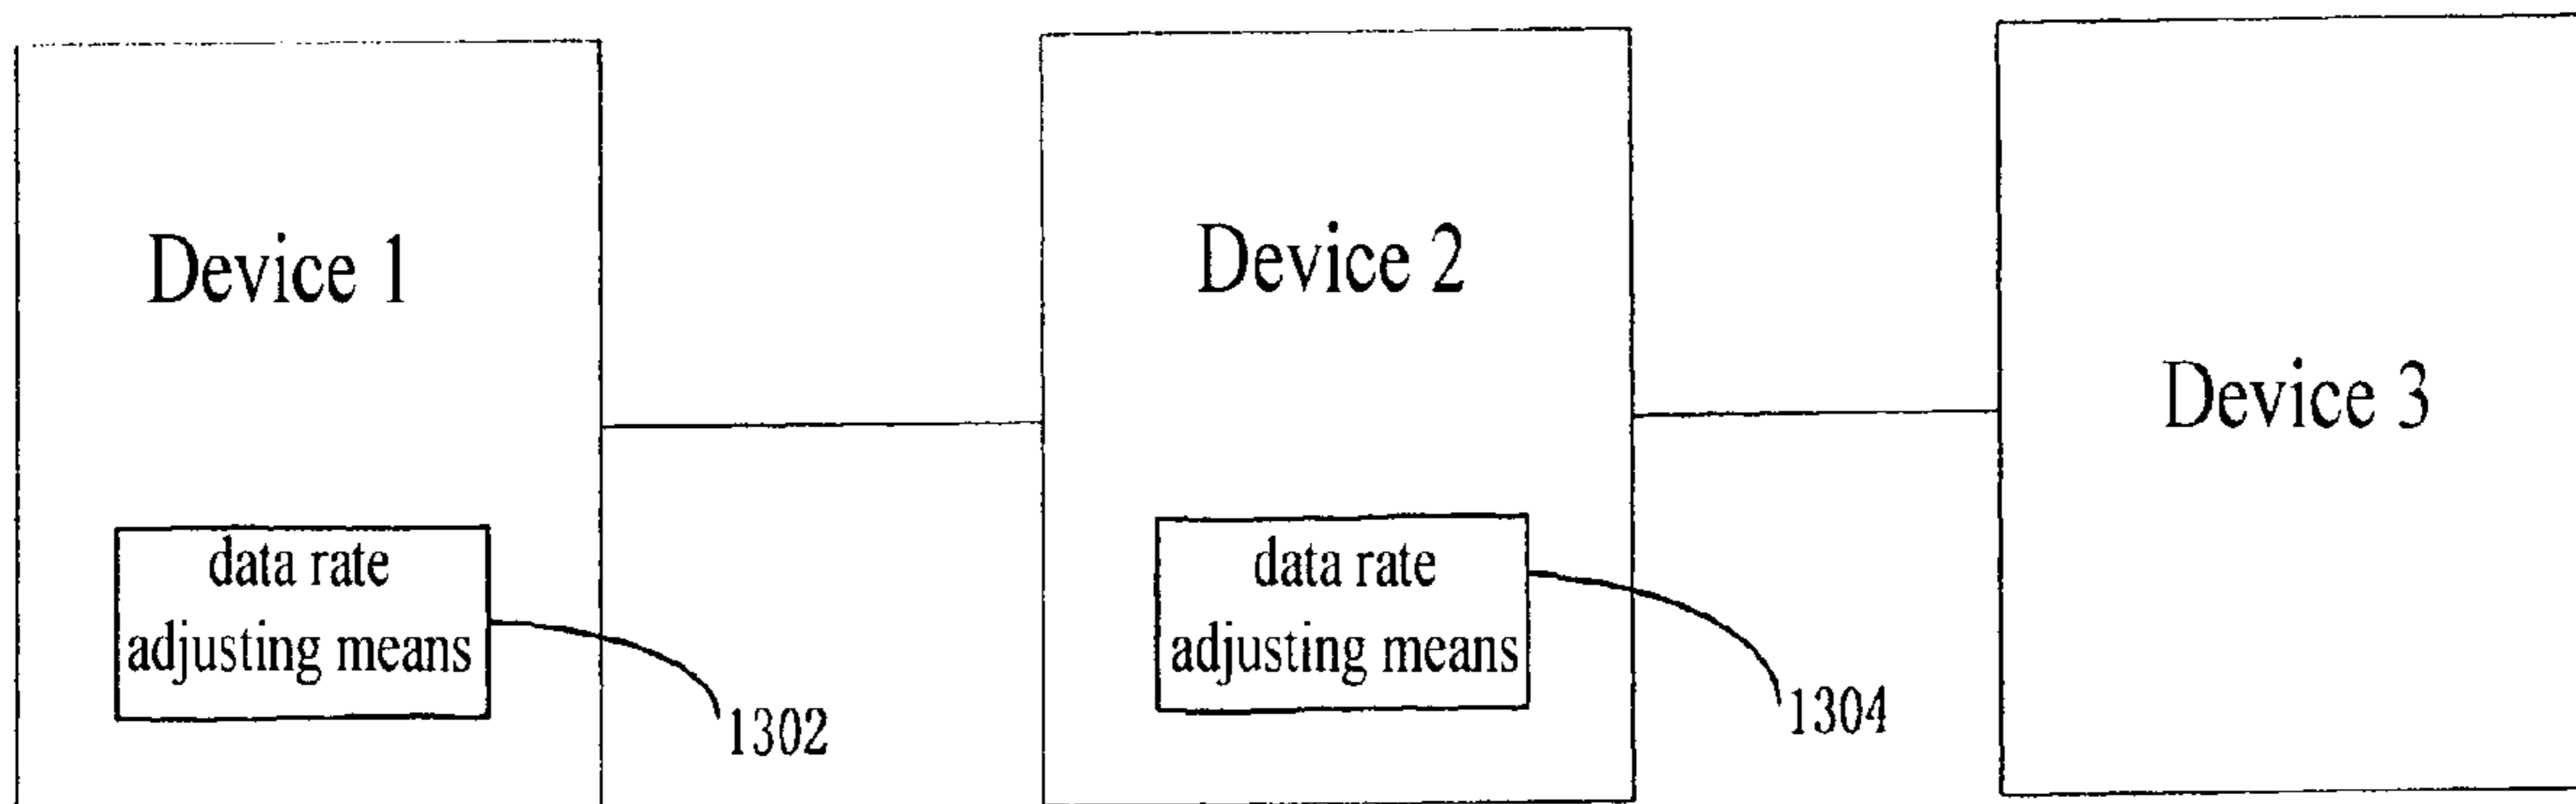 Device 1
data rate
adjusting means
1302
Device 2
data rate
adjusting means
1304
Device 3